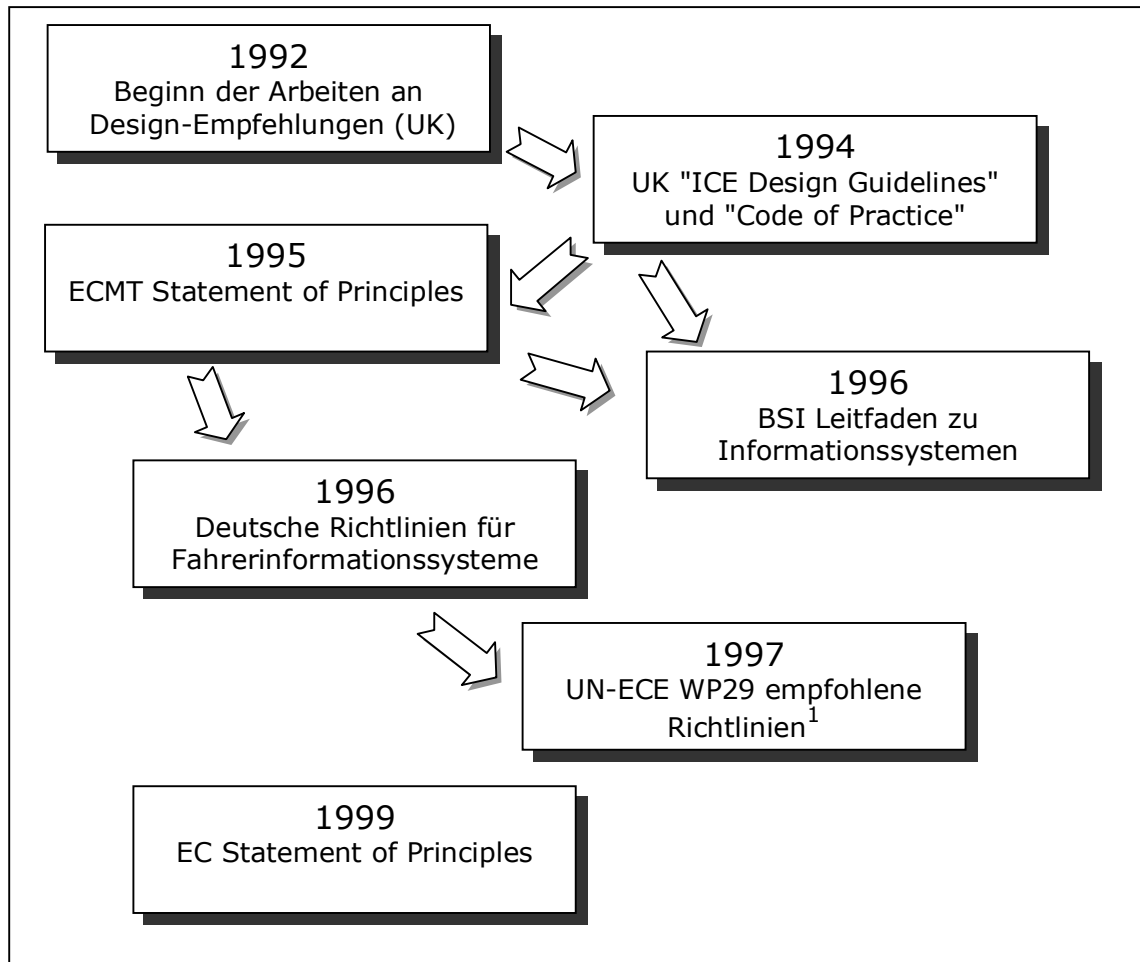 1992
Beginn der Arbeiten an
Design-Empfehlungen (UK)
1994
UK "ICE Design Guidelines"
und "Code of Practice"
1995
ECMT Statement of Principles
1996
BSI Leitfaden zu
Informationssystemen
1996
Deutsche Richtlinien für
Fahrerinformationssysteme
1997
UN-ECE WP29 empfohlene
Richtlinien¹
1999
EC Statement of Principles